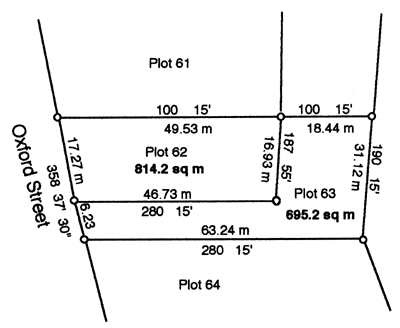 Plot 61
100 15'
49.53 m
100 15'
18.44 m
Oxford Street
17.27 m
Plot 62
814.2 sq m
16.93 m
187 55'
31.12 m
190 15'
46.73 m
280 15'
Plot 63
695.2 sq m
358 37' 30"
6.23
63.24 m
280 15'
Plot 64